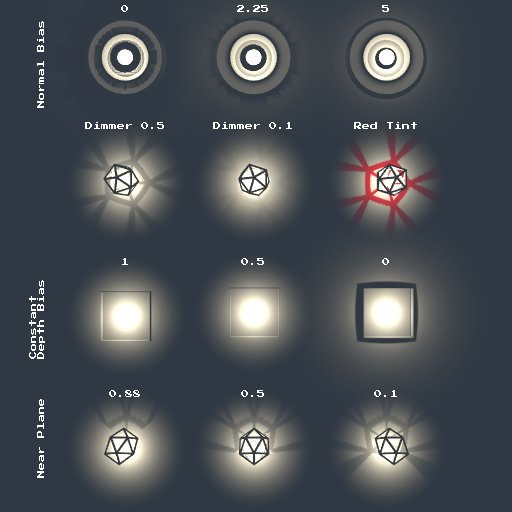 0 2.25 5
Normal Bias
Dimmer 0.5 Dimmer 0.1 Red Tint
1 0.5 0
Constant
Depth Bias
0.88 0.5 0.1
Near Plane